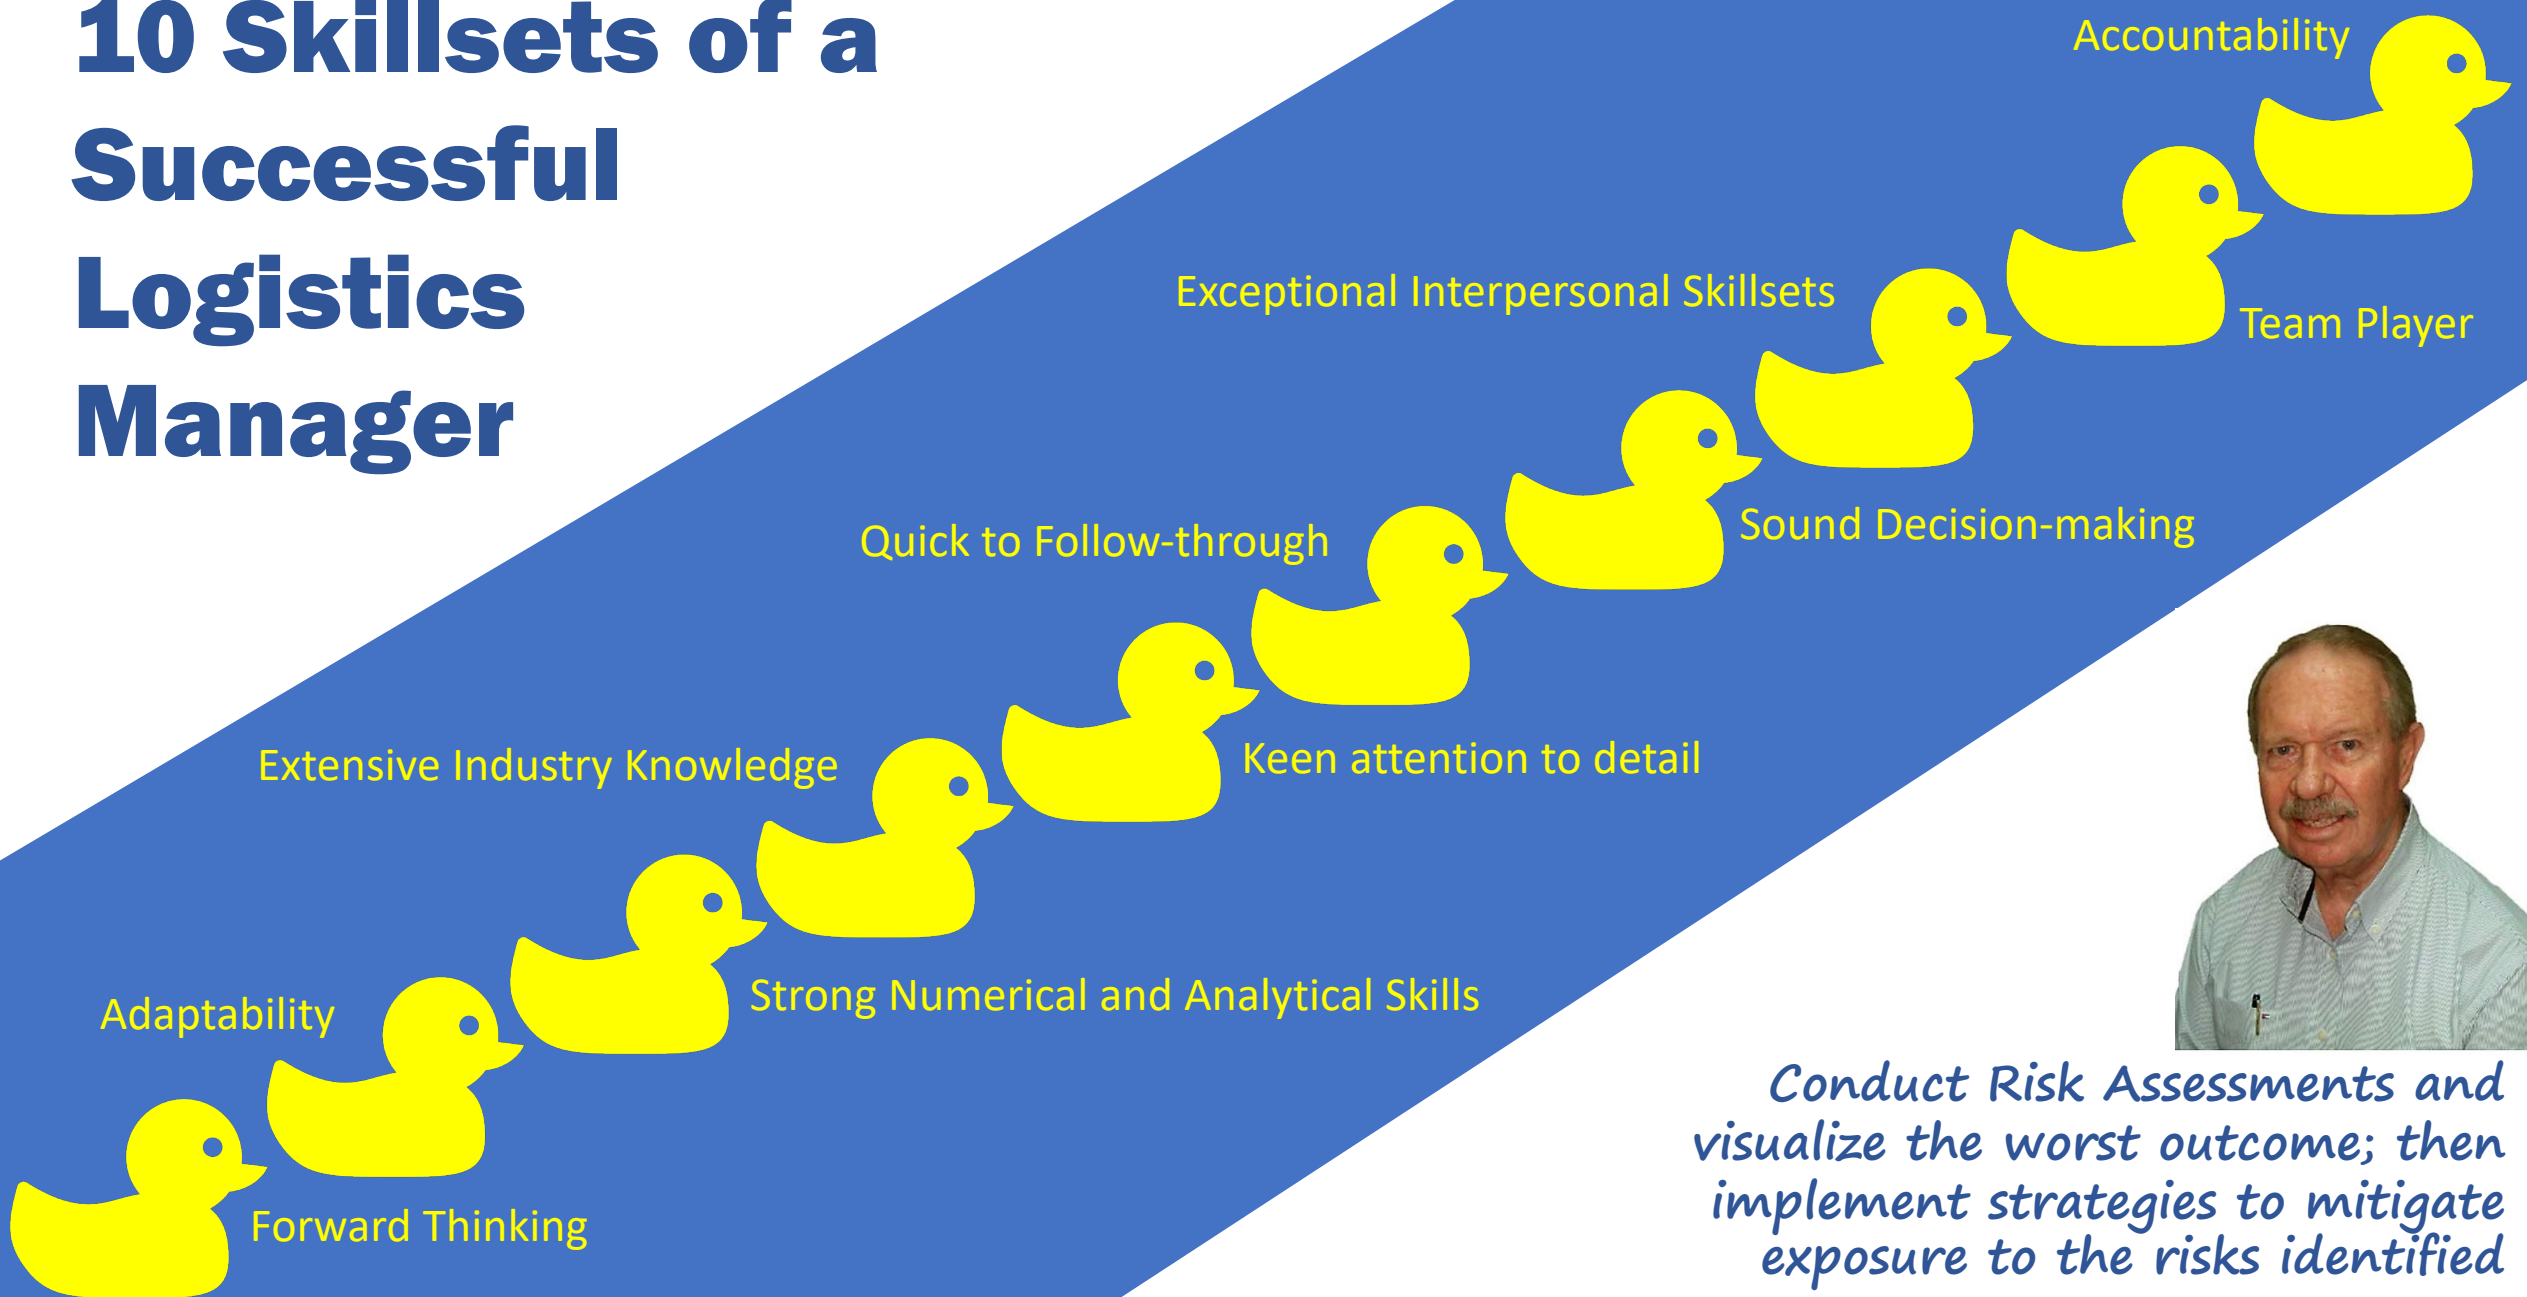 10 Skillsets of a
Successful
Logistics
Manager
Accountability
Team Player
Exceptional Interpersonal Skillsets
Sound Decision-making
Quick to Follow-through
Keen attention to detail
Extensive Industry Knowledge
Strong Numerical and Analytical Skills
Adaptability
Forward Thinking
Conduct Risk Assessments and
visualize the worst outcome; then
implement strategies to mitigate
exposure to the risks identified